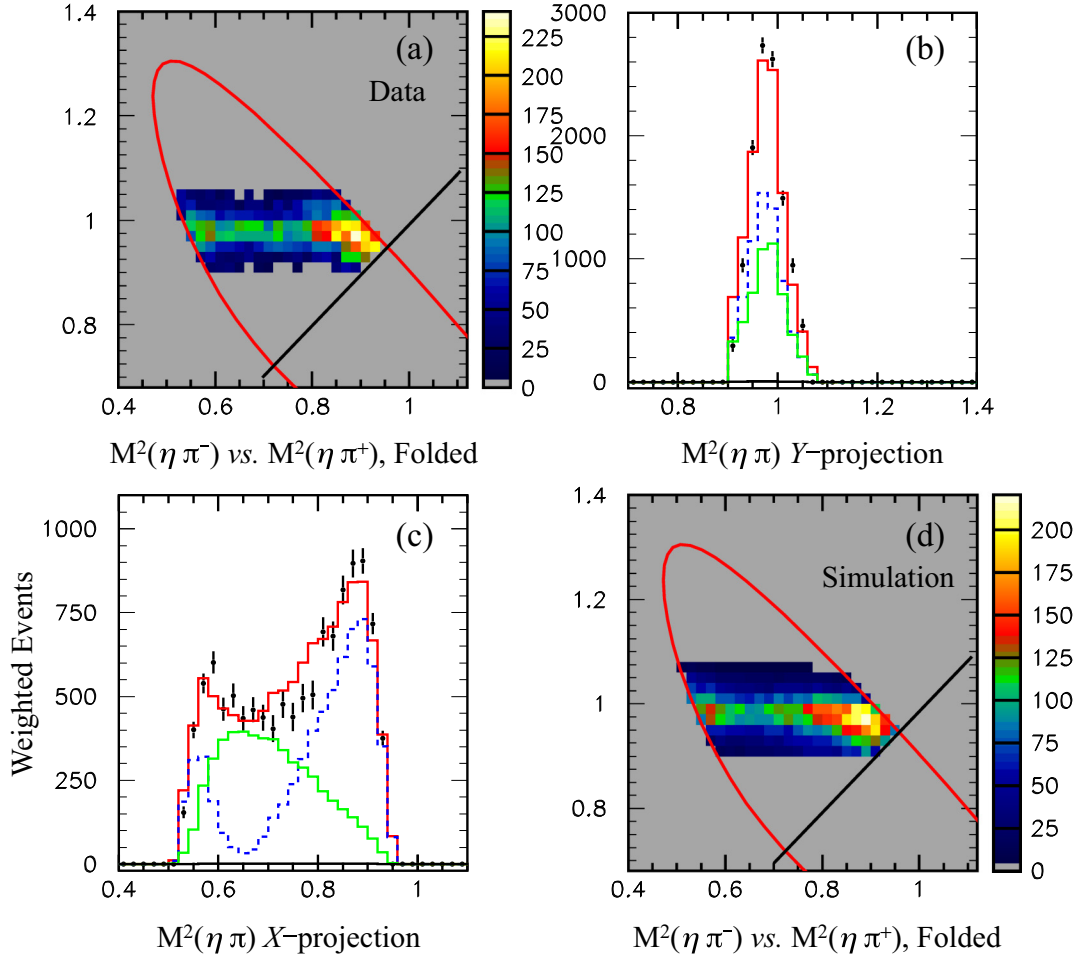 (a)
Data
1.4
1.2
1
0.8
0.4 0.6 0.8 1
225
200
175
150
125
100
75
50
25
0
M²(η π⁻) vs. M²(η π⁺), Folded
(b)
3000
2000
1000
0
0.8 1 1.2 1.4
M²(η π) Y−projection
(c)
Weighted Events
1000
750
500
250
0
0.4 0.6 0.8 1
M²(η π) X−projection
(d)
Simulation
1.4
1.2
1
0.8
0.4 0.6 0.8 1
200
175
150
125
100
75
50
25
0
M²(η π⁻) vs. M²(η π⁺), Folded